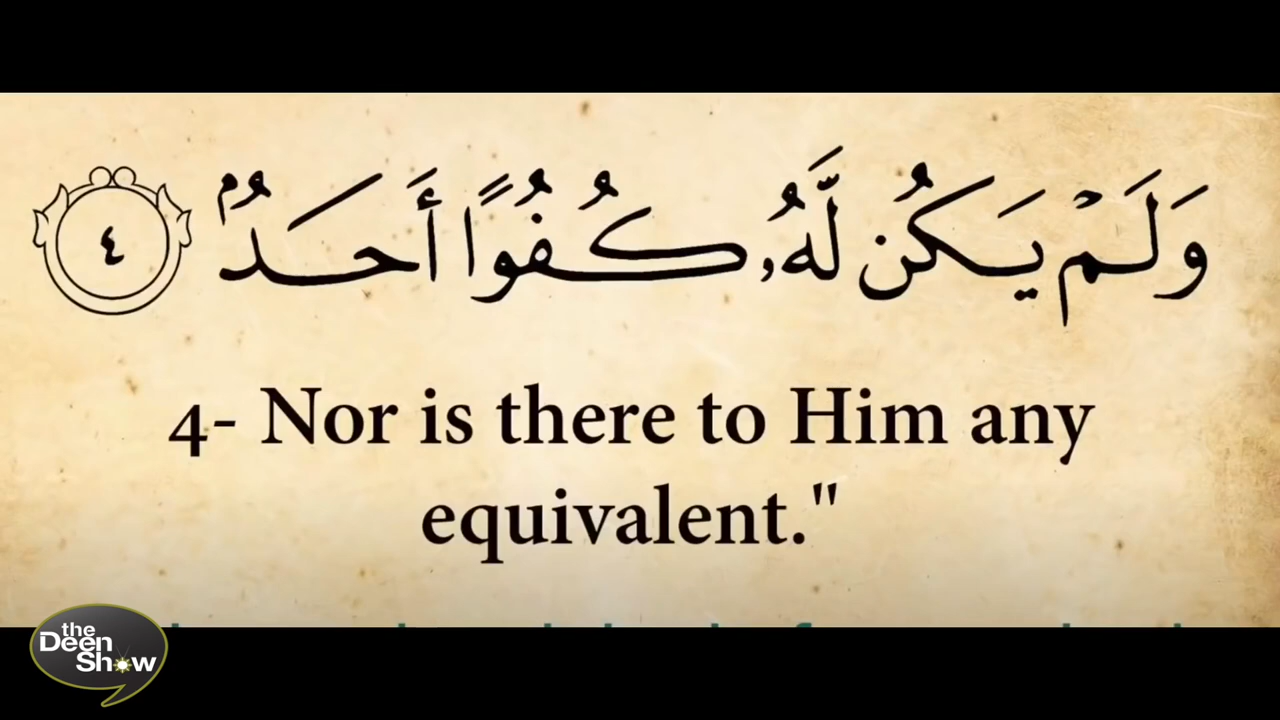 وَلَمْ يَكُن لَّهُۥ كُفُوًا أَحَدٌۢ ٤
4- Nor is there to Him any
equivalent."
the
Deen
Show